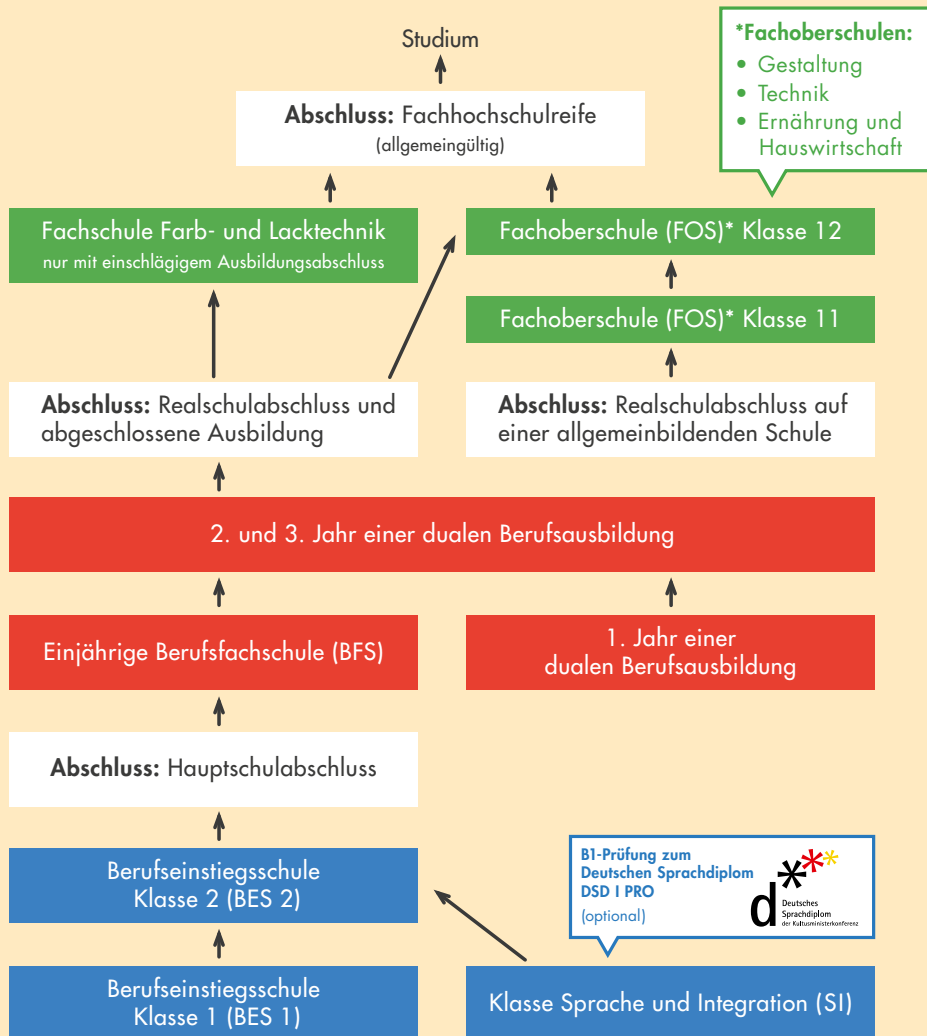 Studium
*Fachoberschulen:
• Gestaltung
• Technik
• Ernährung und
Hauswirtschaft
Abschluss: Fachhochschulreife
(allgemeingültig)
Fachschule Farb- und Lacktechnik
nur mit einschlägigem Ausbildungsabschluss
Fachoberschule (FOS)* Klasse 12
Fachoberschule (FOS)* Klasse 11
Abschluss: Realschulabschluss und
abgeschlossene Ausbildung
Abschluss: Realschulabschluss auf
einer allgemeinbildenden Schule
2. und 3. Jahr einer dualen Berufsausbildung
Einjährige Berufsfachschule (BFS)
1. Jahr einer
dualen Berufsausbildung
Abschluss: Hauptschulabschluss
Berufseinstiegsschule
Klasse 2 (BES 2)
B1-Prüfung zum
Deutschen Sprachdiplom
DSD I PRO
(optional)
d
Deutsches
Sprachdiplom
der Kultusministerkonferenz
Berufseinstiegsschule
Klasse 1 (BES 1)
Klasse Sprache und Integration (SI)